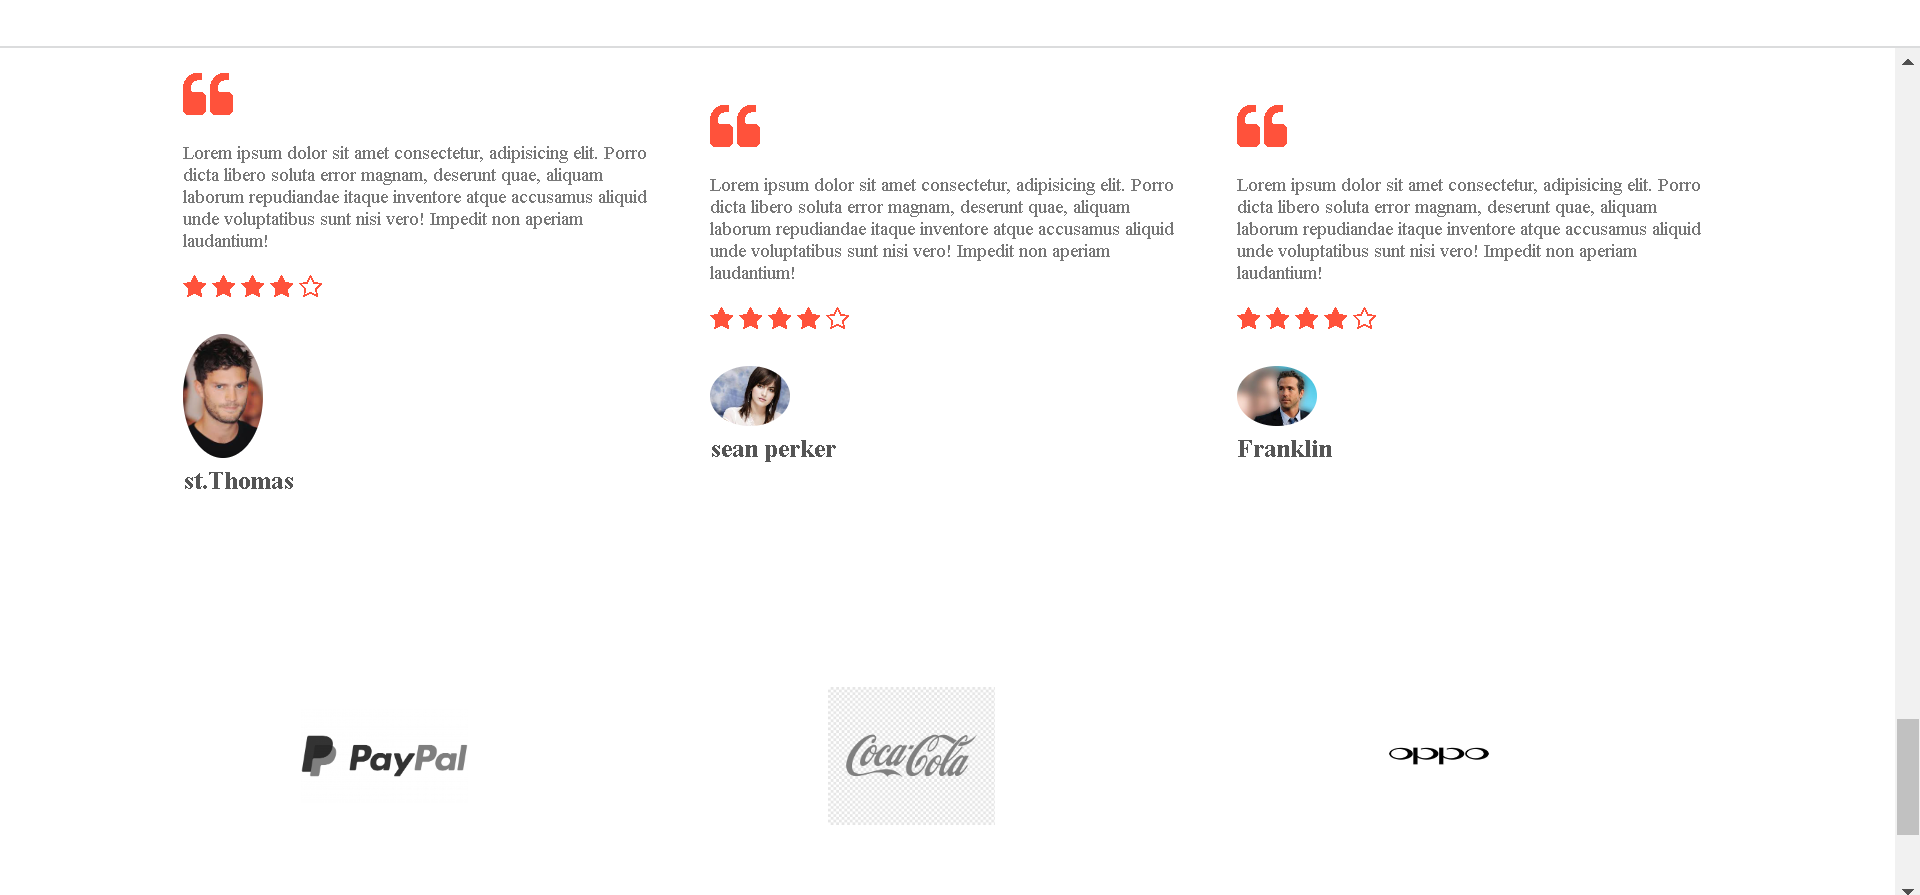 Lorem ipsum dolor sit amet consectetur, adipisicing elit. Porro
dicta libero soluta error magnam, deserunt quae, aliquam
laborum repudiandae itaque inventore atque accusamus aliquid
unde voluptatibus sunt nisi vero! Impedit non aperiam
laudantium!
st.Thomas
Lorem ipsum dolor sit amet consectetur, adipisicing elit. Porro
dicta libero soluta error magnam, deserunt quae, aliquam
laborum repudiandae itaque inventore atque accusamus aliquid
unde voluptatibus sunt nisi vero! Impedit non aperiam
laudantium!
sean perker
Lorem ipsum dolor sit amet consectetur, adipisicing elit. Porro
dicta libero soluta error magnam, deserunt quae, aliquam
laborum repudiandae itaque inventore atque accusamus aliquid
unde voluptatibus sunt nisi vero! Impedit non aperiam
laudantium!
Franklin
PayPal
Coca-Cola
oppo